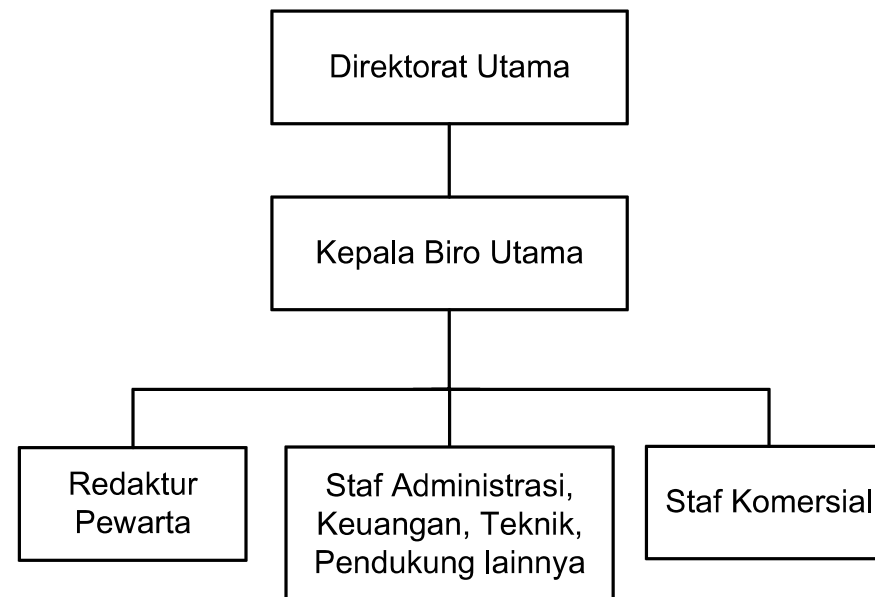 Direktorat Utama
Kepala Biro Utama
Redaktur
Pewarta
Staf Administrasi,
Keuangan, Teknik,
Pendukung lainnya
Staf Komersial